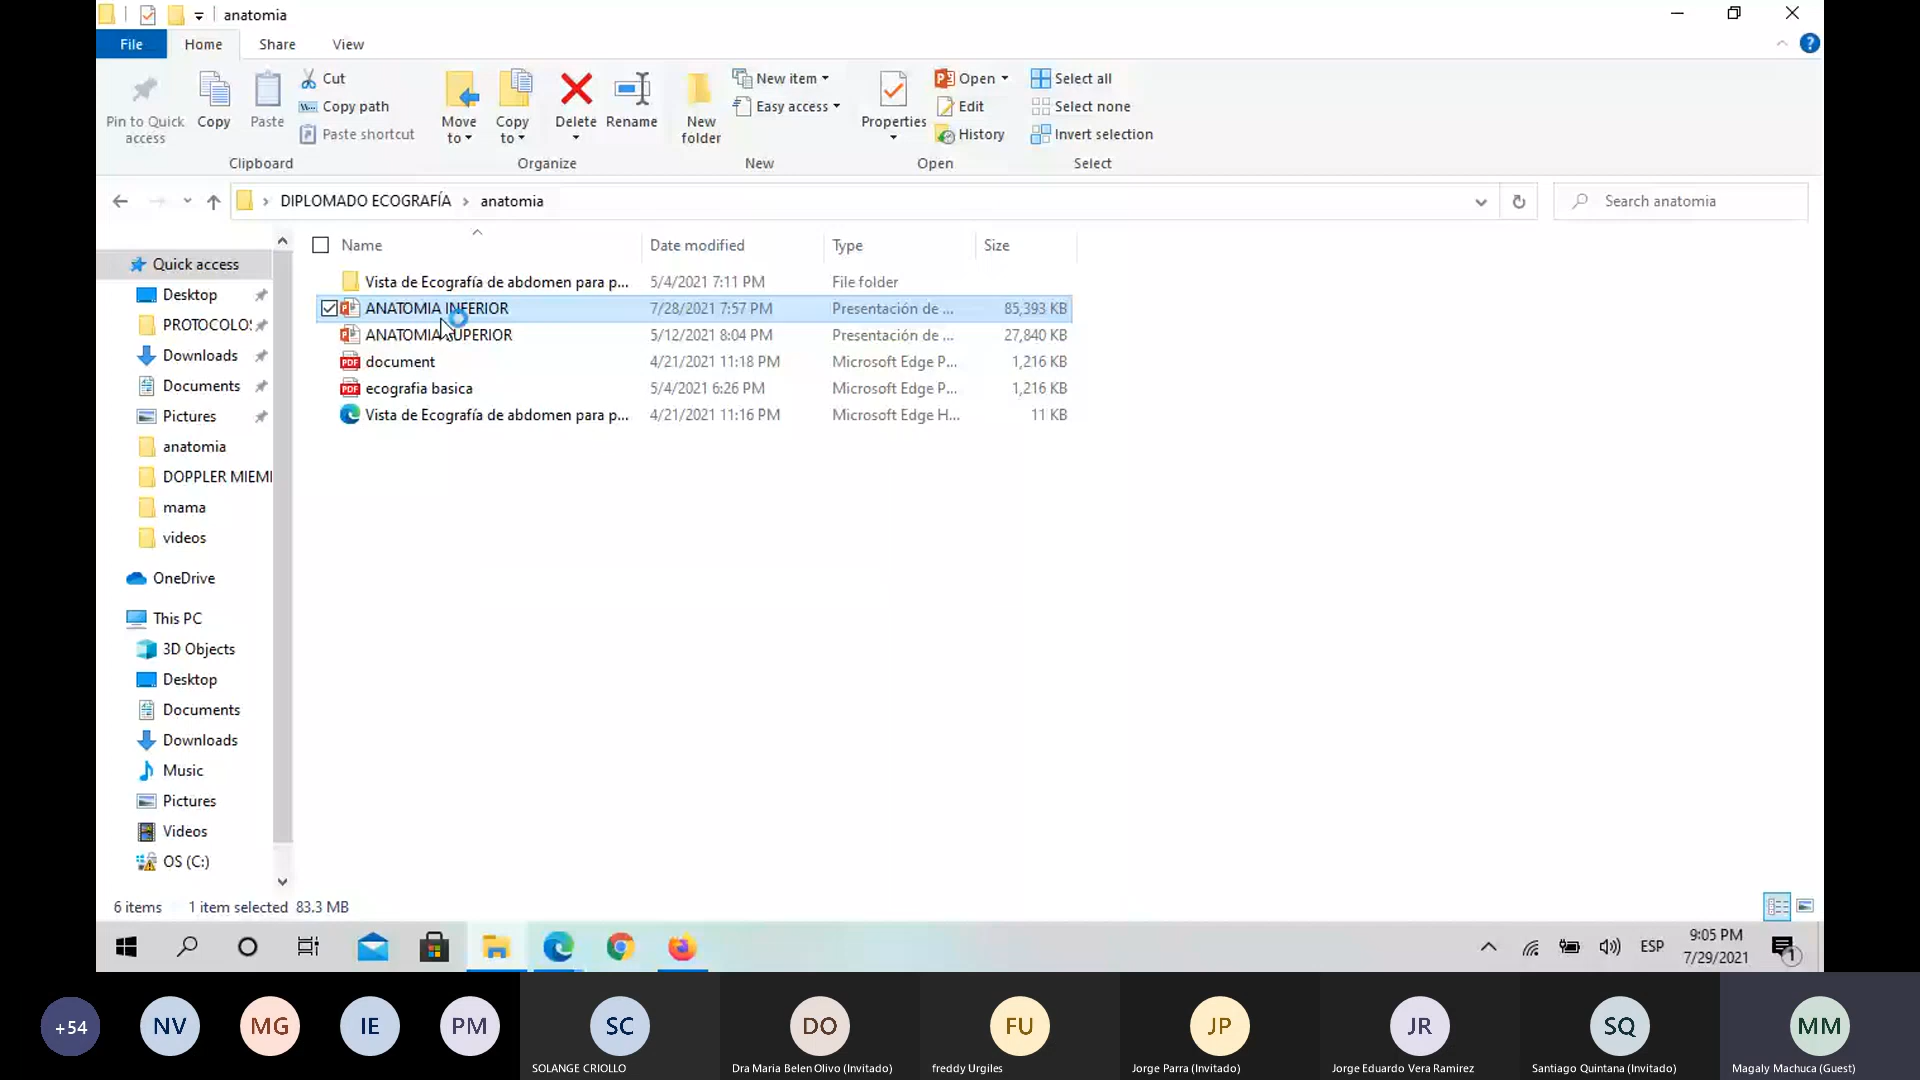 anatomia
File Home Share View
Pin to Quick access
Copy
Paste
Cut
Copy path
Paste shortcut
Clipboard
Move to
Copy to
Delete
Rename
Organize
New folder
New item
Easy access
New
Properties
Open
Edit
History
Open
Select all
Select none
Invert selection
Select
DIPLOMADO ECOGRAFÍA > anatomia
Search anatomia
Name Date modified Type Size
Vista de Ecografía de abdomen para p... 5/4/2021 7:11 PM File folder
ANATOMIA INFERIOR 7/28/2021 7:57 PM Presentación de ... 85,393 KB
ANATOMIA SUPERIOR 5/12/2021 8:04 PM Presentación de ... 27,840 KB
document 4/21/2021 11:18 PM Microsoft Edge P... 1,216 KB
ecografia basica 5/4/2021 6:26 PM Microsoft Edge P... 1,216 KB
Vista de Ecografía de abdomen para p... 4/21/2021 11:16 PM Microsoft Edge H... 11 KB
Quick access
Desktop
PROTOCOLOS
Downloads
Documents
Pictures
anatomia
DOPPLER MIEMI
mama
videos
OneDrive
This PC
3D Objects
Desktop
Documents
Downloads
Music
Pictures
Videos
OS (C:)
6 items 1 item selected 83.3 MB
ESP
9:05 PM
7/29/2021
1
+54 NV MG IE PM SC DO FU JP JR SQ MM
SOLANGE CRIOLLO
Dra Maria Belen Olivo (Invitado)
freddy Urgiles
Jorge Parra (Invitado)
Jorge Eduardo Vera Ramirez
Santiago Quintana (Invitado)
Magaly Machuca (Guest)